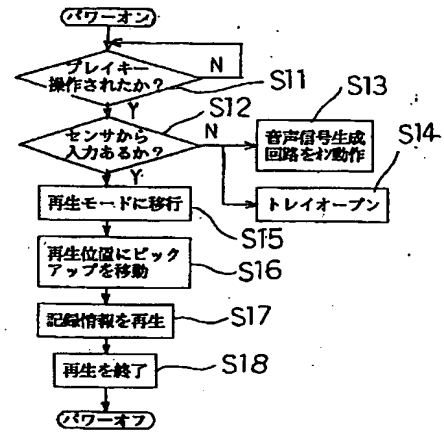 パワーオン
プレイキー
操作されたか?
N
S11
Y
S12
センサから
入力あるか?
N
S13
音声信号生成
回路をオン動作
S14
トレイオープン
Y
再生モードに移行
S15
再生位置にピック
アップを移動
S16
記録情報を再生
S17
再生を終了
S18
パワーオフ